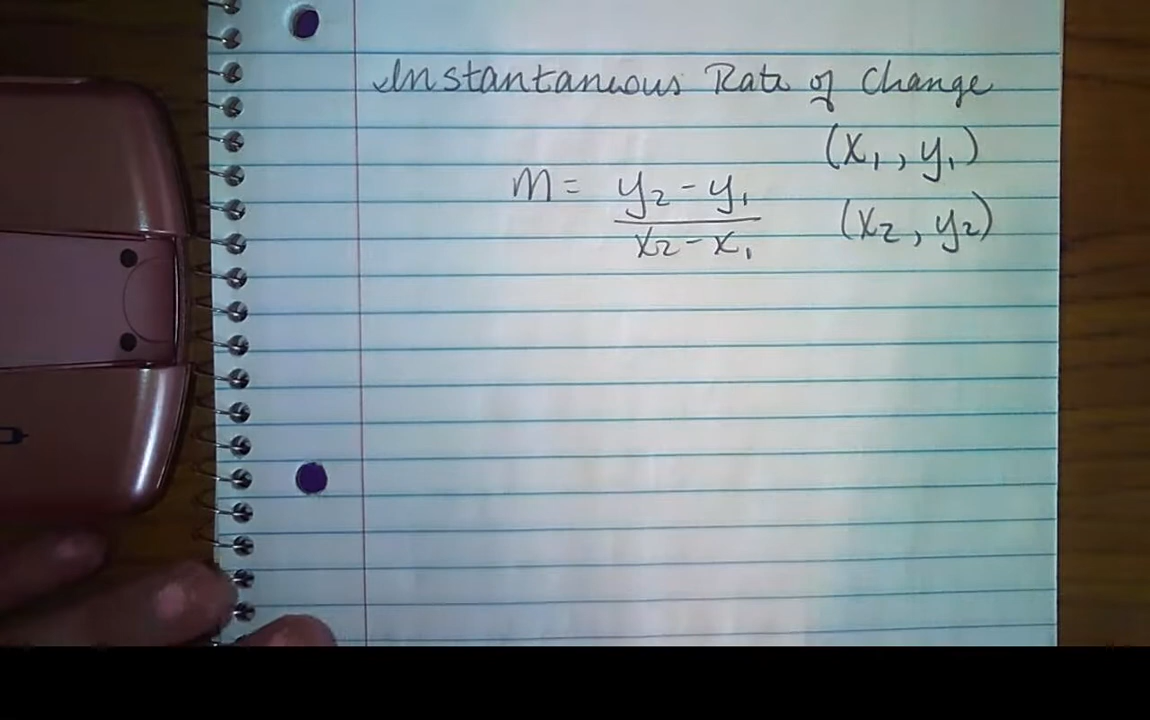 Instantaneous Rate of Change
(x₁, y₁)
m = y₂ - y₁ / x₂ - x₁
(x₂, y₂)